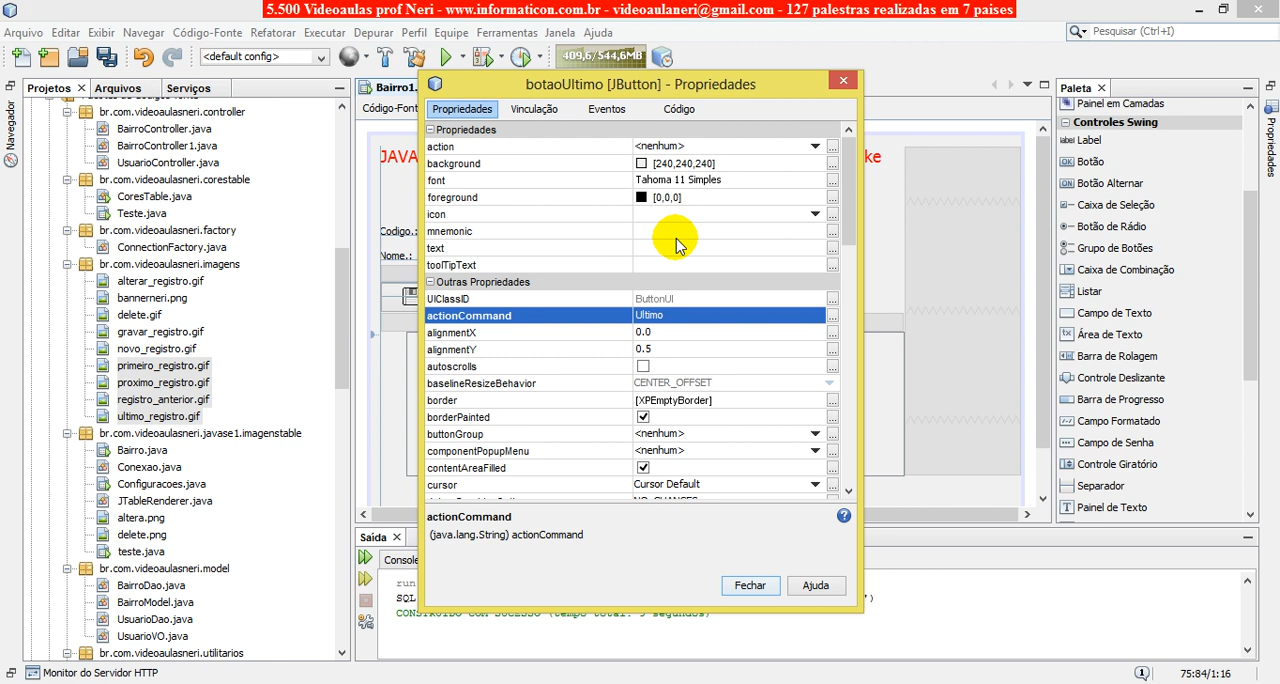 5.500 Videoaulas prof Neri - www.informaticon.com.br - videoaulaneri@gmail.com - 127 palestras realizadas em 7 paises
Arquivo Editar Exibir Navegar Código-Fonte Refatorar Executar Depurar Perfil Equipe Ferramentas Janela Ajuda
Pesquisar (Ctrl+I)
<default config>
409,6/544,6MB
Projetos
Arquivos
Serviços
Navegador
br.com.videoaulasneri.controller
BairroController.java
BairroController1.java
UsuarioController.java
br.com.videoaulasneri.corestable
CoresTable.java
Teste.java
br.com.videoaulasneri.factory
ConnectionFactory.java
br.com.videoaulasneri.imagens
alterar_registro.gif
bannerneri.png
delete.gif
gravar_registro.gif
novo_registro.gif
primeiro_registro.gif
proximo_registro.gif
registro_anterior.gif
ultimo_registro.gif
br.com.videoaulasneri.javase1.imagenstable
Bairro.java
Conexao.java
Configuracoes.java
JTableRenderer.java
altera.png
delete.png
teste.java
br.com.videoaulasneri.model
BairroDao.java
BairroModel.java
UsuarioDao.java
UsuarioVO.java
br.com.videoaulasneri.utilitarios
Monitor do Servidor HTTP
Bairro1.
Código-Font
JAVA
ke
Codigo.:
Nome.:
botaoUltimo [JButton] - Propriedades
Propriedades Vinculação Eventos Código
Propriedades
action <nenhum>
background [240,240,240]
font Tahoma 11 Simples
foreground [0,0,0]
icon
mnemonic
text
toolTipText
Outras Propriedades
UIClassID ButtonUI
actionCommand Ultimo
alignmentX 0.0
alignmentY 0.5
autoscrolls
baselineResizeBehavior CENTER_OFFSET
border [XPEmptyBorder]
borderPainted
buttonGroup <nenhum>
componentPopupMenu <nenhum>
contentAreaFilled
cursor Cursor Default
actionCommand
(java.lang.String) actionCommand
Fechar
Ajuda
Saída
Console
run
SQL
')
Paleta
Painel em Camadas
Controles Swing
label Label
OK Botão
ON Botão Alternar
Caixa de Seleção
Botão de Rádio
Grupo de Botões
Caixa de Combinação
Listar
Campo de Texto
Área de Texto
Barra de Rolagem
Controle Deslizante
Barra de Progresso
Campo Formatado
Campo de Senha
Controle Giratório
Separador
Painel de Texto
Propriedades
1
75:84/1:16